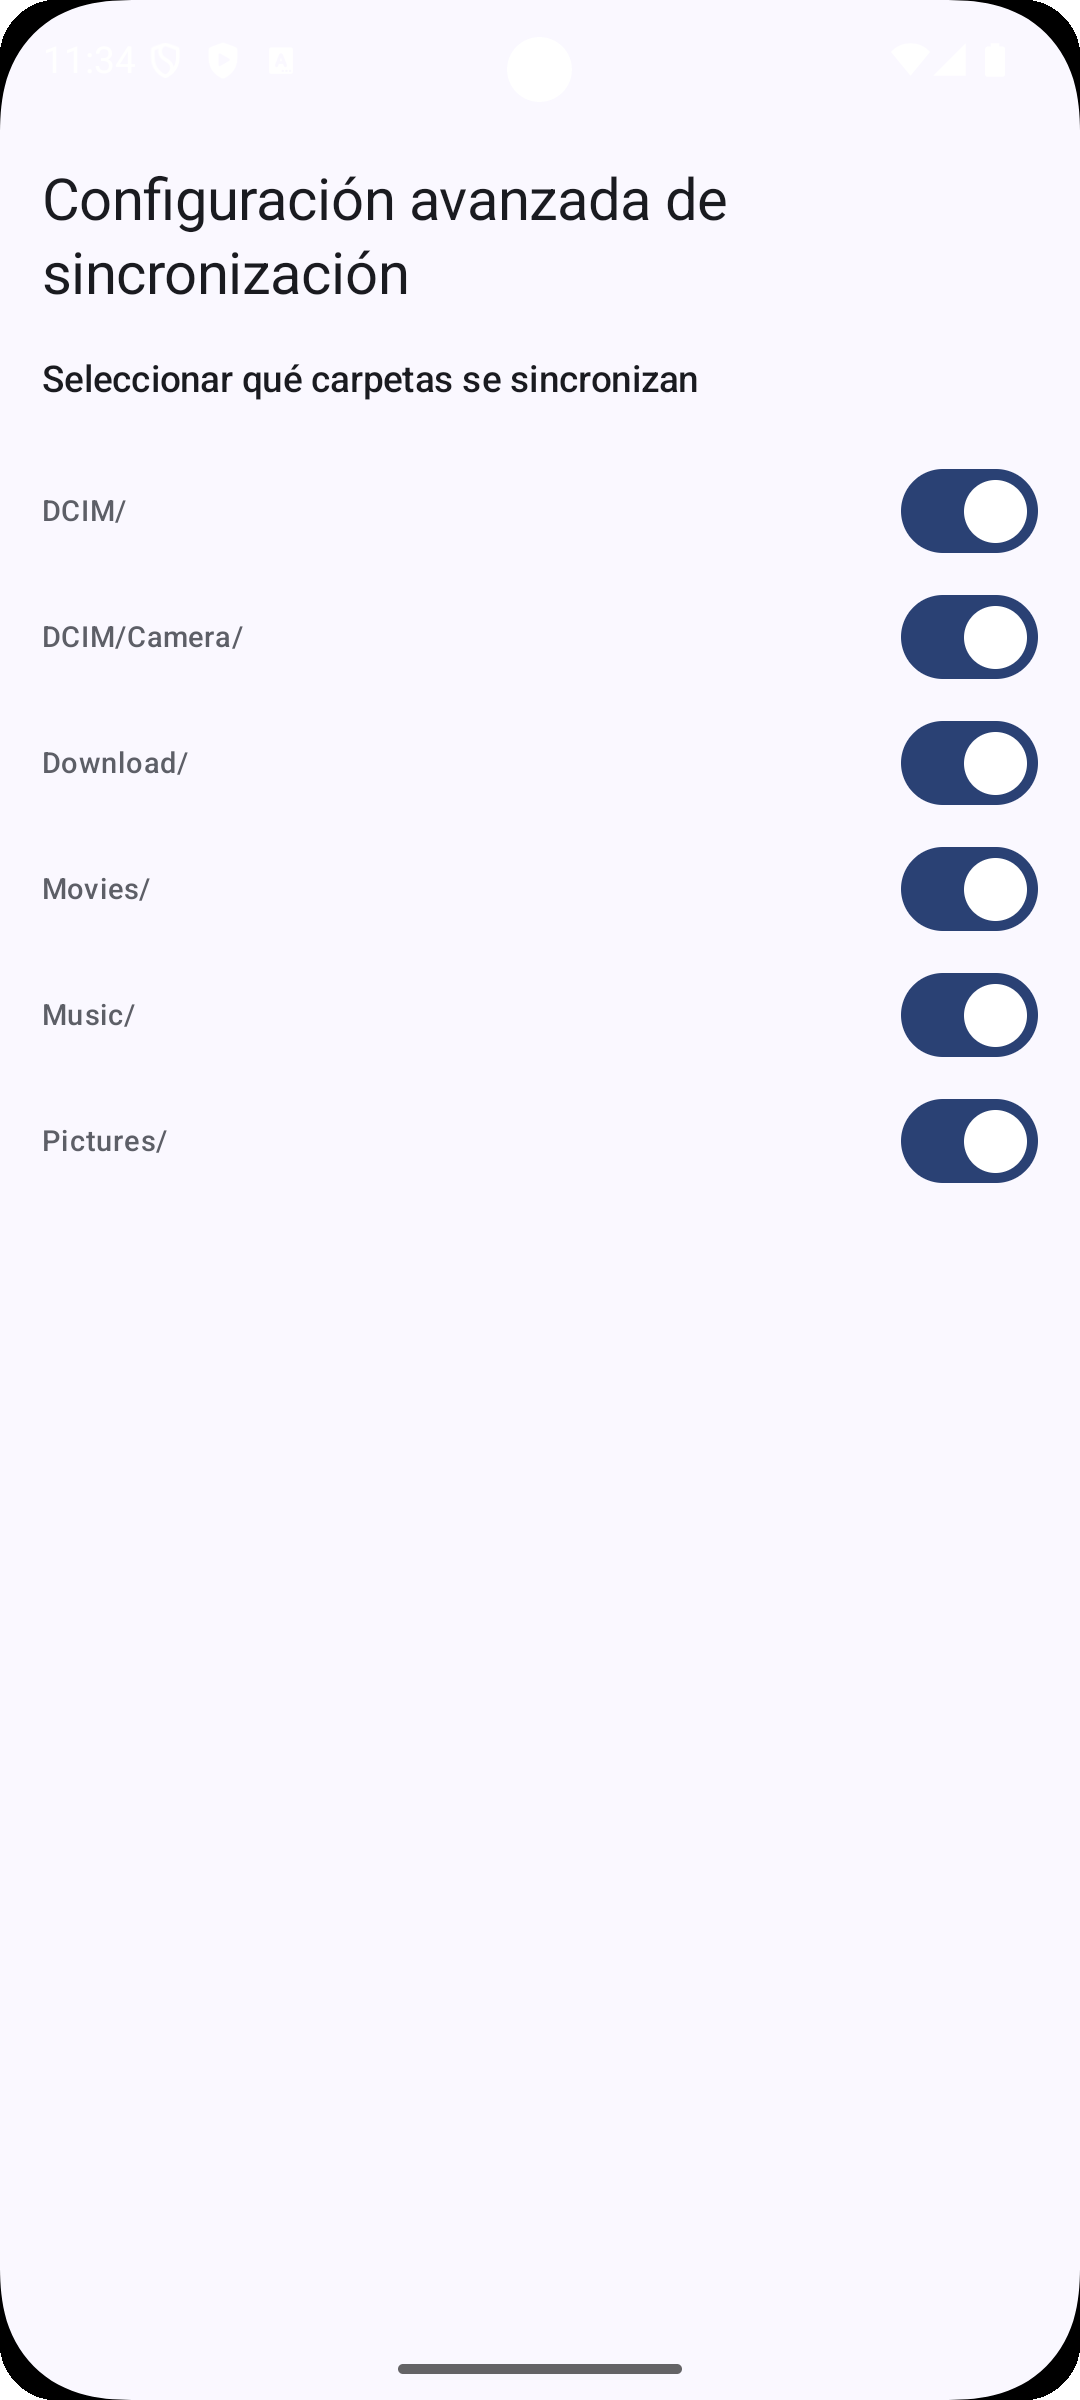 11:34
Configuración avanzada de
sincronización
Seleccionar qué carpetas se sincronizan
DCIM/
DCIM/Camera/
Download/
Movies/
Music/
Pictures/